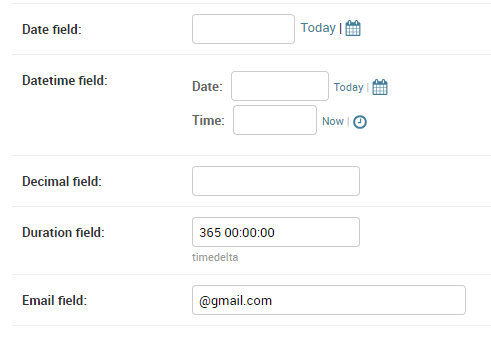 Date field: Today |
Datetime field: Date: Today |
Time: Now |
Decimal field:
Duration field: 365 00:00:00
timedelta
Email field: @gmail.com